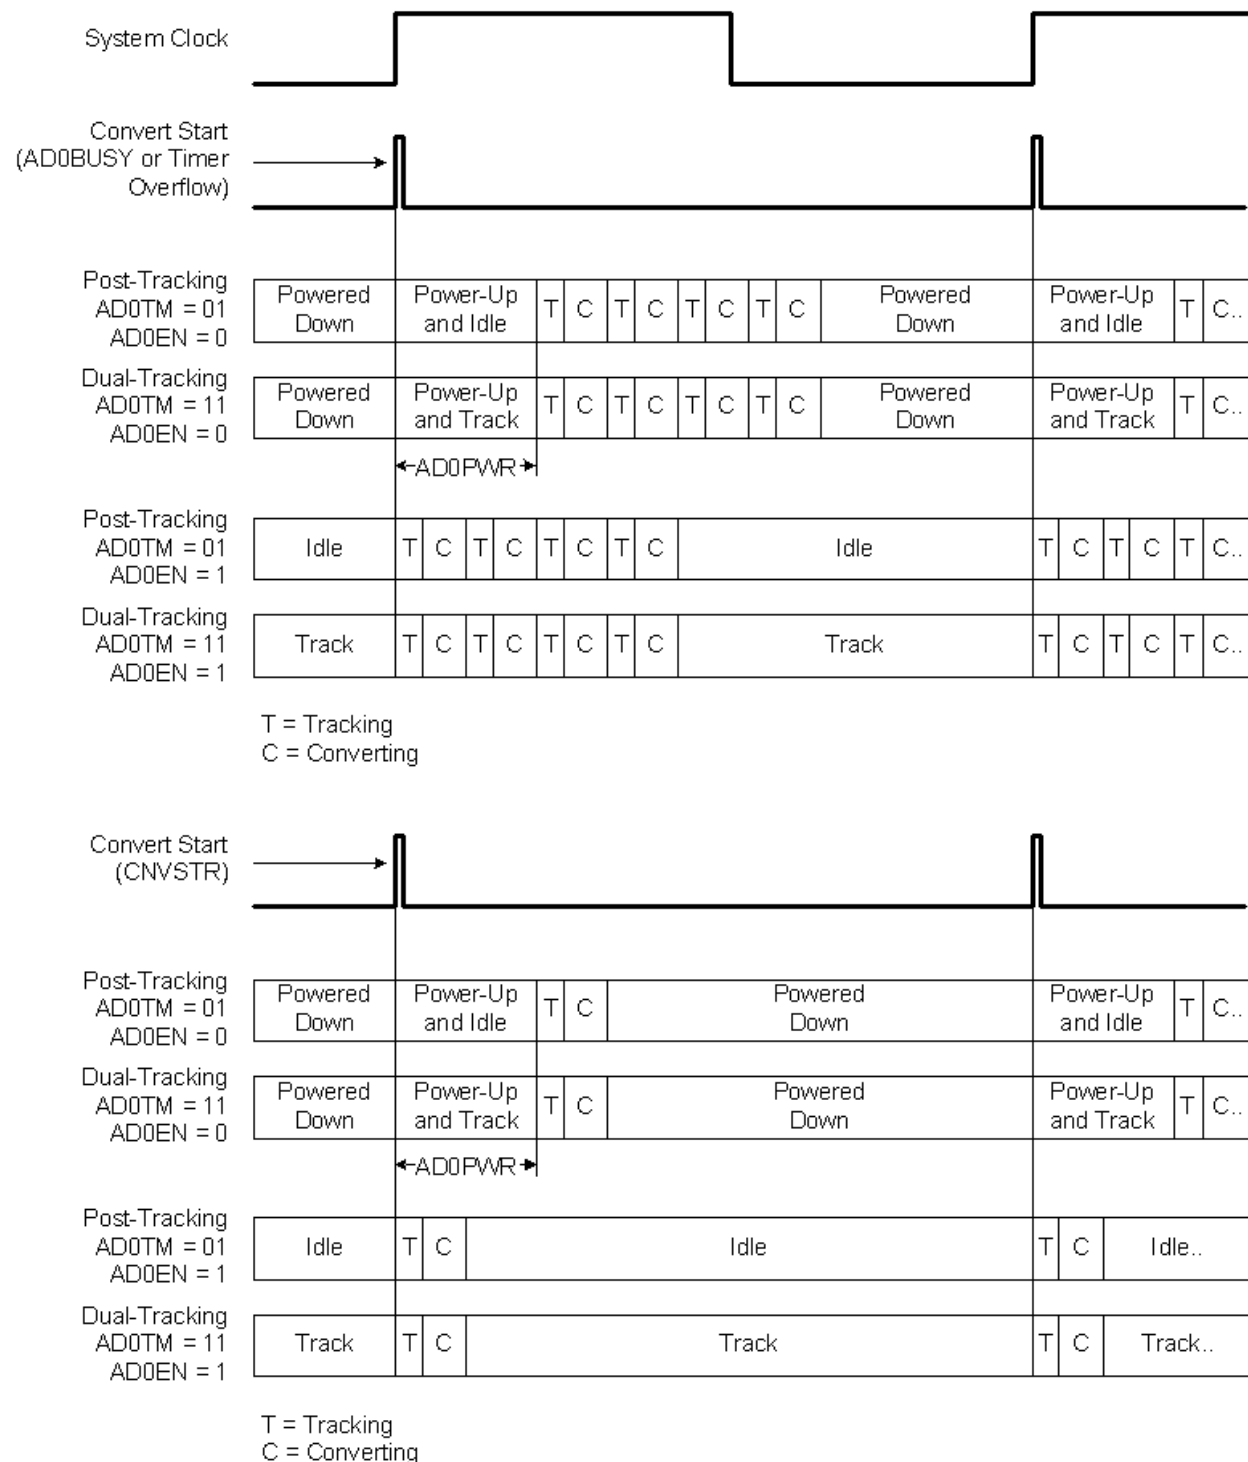 System Clock
Convert Start
(AD0BUSY or Timer
Overflow)
Post-Tracking
AD0TM = 01
AD0EN = 0
Powered Down Power-Up and Idle T C T C T C T C Powered Down Power-Up and Idle T C..
Dual-Tracking
AD0TM = 11
AD0EN = 0
Powered Down Power-Up and Track T C T C T C T C Powered Down Power-Up and Track T C..
AD0PWR
Post-Tracking
AD0TM = 01
AD0EN = 1
Idle T C T C T C T C Idle T C T C T C..
Dual-Tracking
AD0TM = 11
AD0EN = 1
Track T C T C T C T C Track T C T C T C..
T = Tracking
C = Converting
Convert Start
(CNVSTR)
Post-Tracking
AD0TM = 01
AD0EN = 0
Powered Down Power-Up and Idle T C Powered Down Power-Up and Idle T C..
Dual-Tracking
AD0TM = 11
AD0EN = 0
Powered Down Power-Up and Track T C Powered Down Power-Up and Track T C..
AD0PWR
Post-Tracking
AD0TM = 01
AD0EN = 1
Idle T C Idle T C Idle..
Dual-Tracking
AD0TM = 11
AD0EN = 1
Track T C Track T C Track..
T = Tracking
C = Converting